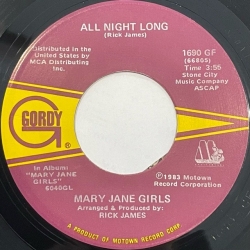 ALL NIGHT LONG
(Rick James)
Distributed in the
United States by
MCA Distributing
Inc.
1690 GF
(66865)
Time: 3:55
Stone City
Music Company
ASCAP
GORDY
G
In Album:
"MARY JANE
GIRLS"
6040GL
©1983 Motown
Record Corporation
MARY JANE GIRLS
Arranged & Produced by:
RICK JAMES
A PRODUCT OF MOTOWN RECORD CORP